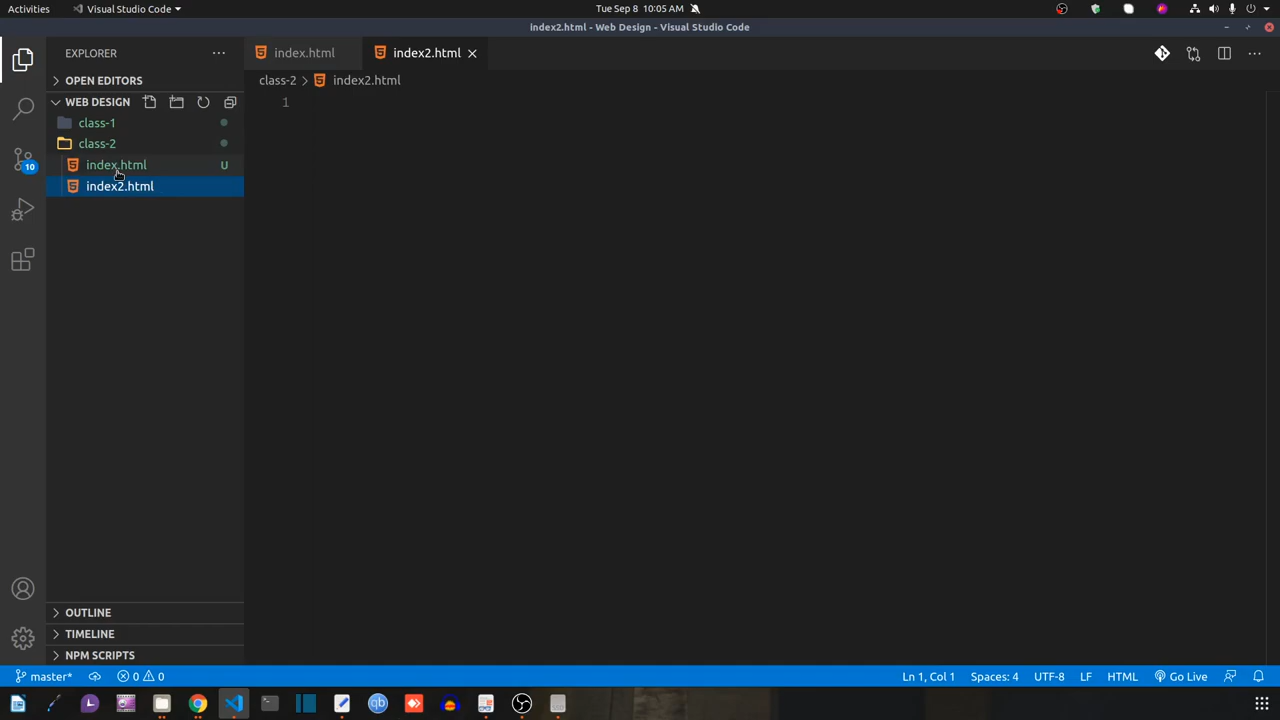 Activities
Visual Studio Code
Tue Sep 8 10:05 AM
index2.html - Web Design - Visual Studio Code
EXPLORER
index.html
index2.html
OPEN EDITORS
class-2
index2.html
WEB DESIGN
1
class-1
class-2
index.html
U
10
index2.html
OUTLINE
TIMELINE
NPM SCRIPTS
master*
0
0
Ln 1, Col 1
Spaces: 4
UTF-8
LF
HTML
Go Live
qb